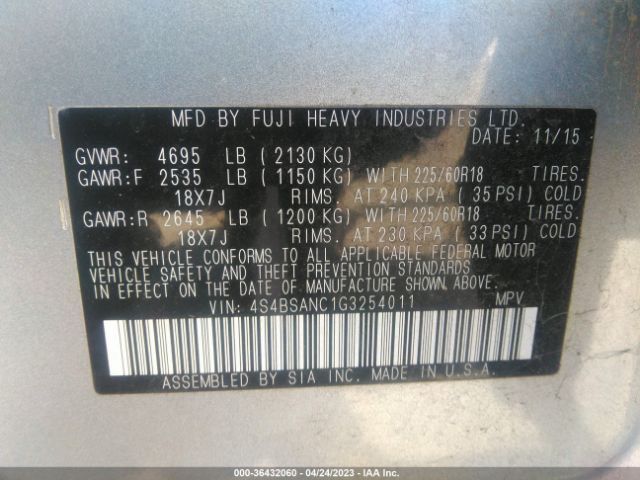 MFD BY FUJI HEAVY INDUSTRIES LTD.
DATE: 11/15
GVWR: 4695 LB ( 2130 KG)
GAWR:F 2535 LB ( 1150 KG) WITH 225/60R18 TIRES.
18X7J RIMS. AT 240 KPA ( 35 PSI) COLD
GAWR:R 2645 LB ( 1200 KG) WITH 225/60R18 TIRES.
18X7J RIMS. AT 230 KPA ( 33 PSI) COLD
THIS VEHICLE CONFORMS TO ALL APPLICABLE FEDERAL MOTOR
VEHICLE SAFETY AND THEFT PREVENTION STANDARDS
IN EFFECT ON THE DATE OF MANUFACTURE SHOWN ABOVE.
VIN: 4S4BSANC1G3254011 MPV
ASSEMBLED BY SIA INC. MADE IN U.S.A.
000-36432060 - 04/24/2023 - IAA Inc.